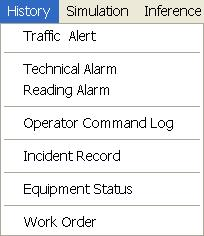 History Simulation Inference
Traffic Alert
Technical Alarm
Reading Alarm
Operator Command Log
Incident Record
Equipment Status
Work Order